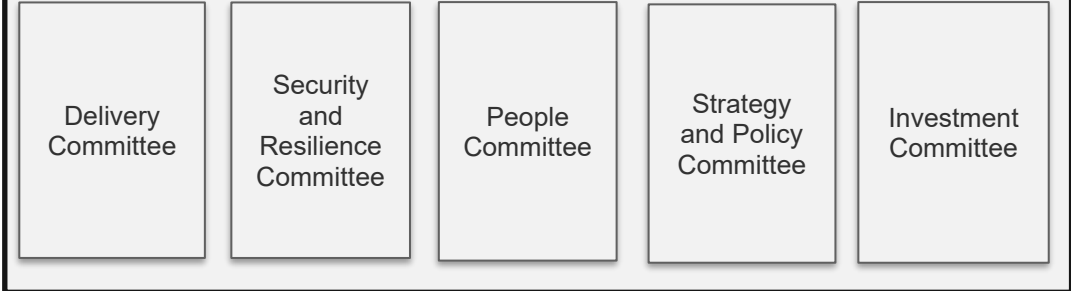 Delivery
Committee
Security
and
Resilience
Committee
People
Committee
Strategy
and Policy
Committee
Investment
Committee